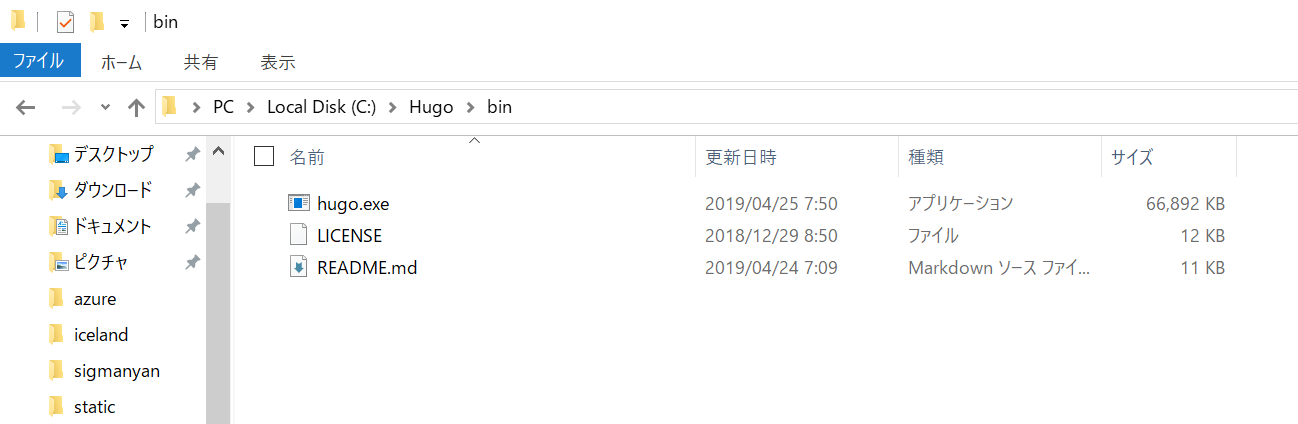 bin
ファイル ホーム 共有 表示
PC Local Disk (C:) Hugo bin
デスクトップ
ダウンロード
ドキュメント
ピクチャ
azure
iceland
sigmanyan
static
名前 更新日時 種類 サイズ
hugo.exe 2019/04/25 7:50 アプリケーション 66,892 KB
LICENSE 2018/12/29 8:50 ファイル 12 KB
README.md 2019/04/24 7:09 Markdown ソース ファイ... 11 KB